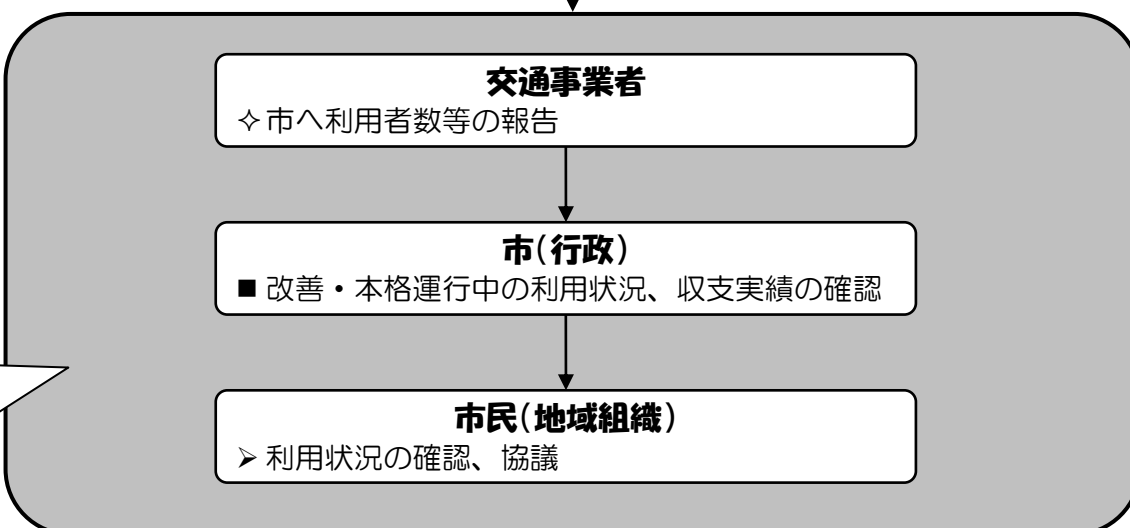 交通事業者
✧市へ利用者数等の報告
市(行政)
■ 改善・本格運行中の利用状況、収支実績の確認
市民(地域組織)
➢ 利用状況の確認、協議